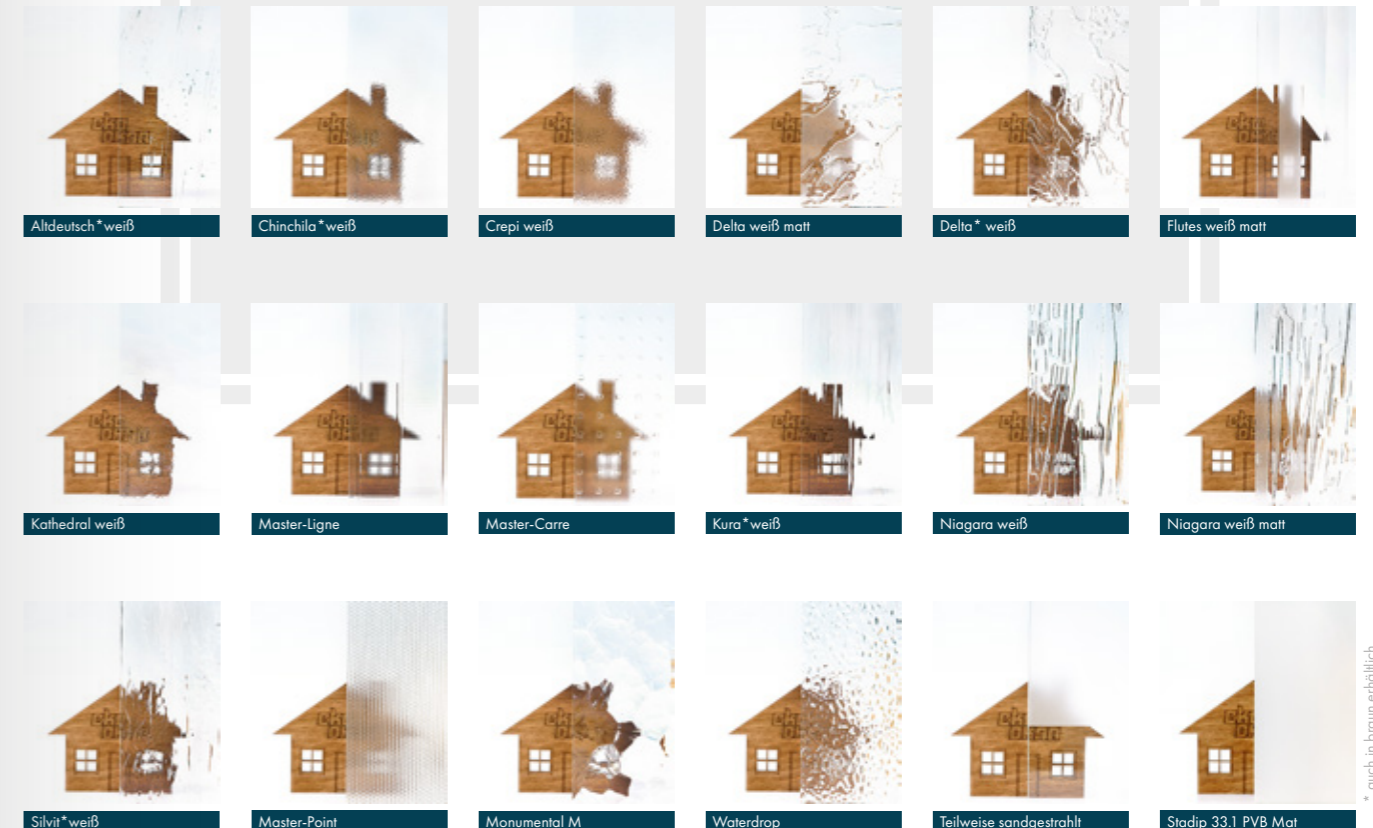 Altdeutsch*weiß
Chinchila*weiß
Crepi weiß
Delta weiß matt
Delta* weiß
Flutes weiß matt
Kathedral weiß
Master-Ligne
Master-Carre
Kura*weiß
Niagara weiß
Niagara weiß matt
Silvit*weiß
Master-Point
Monumental M
Waterdrop
Teilweise sandgestrahlt
Stadip 33.1 PVB Mat
* auch in braun erhältlich